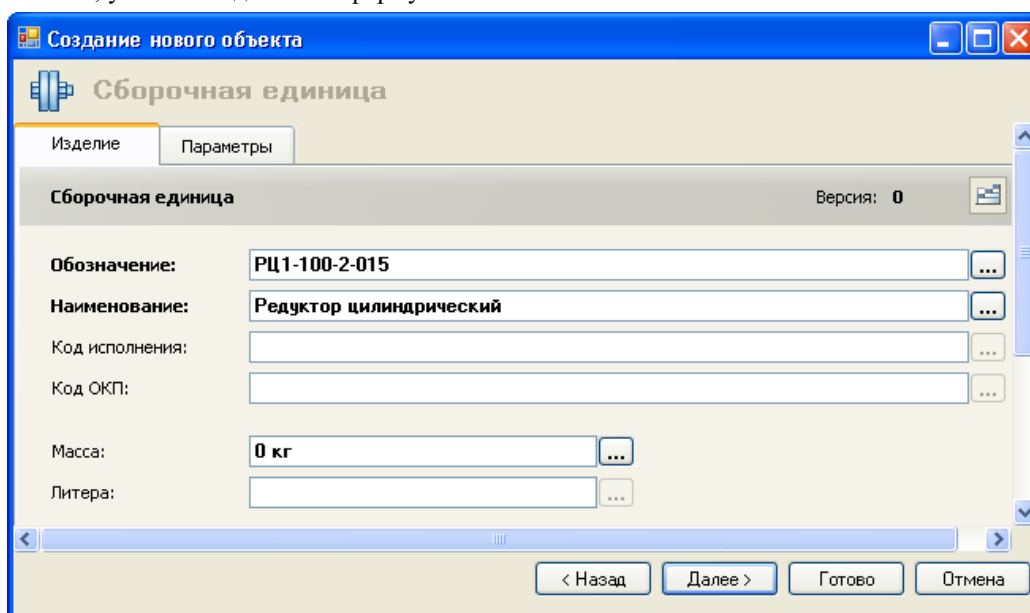 Создание нового объекта
Сборочная единица
Изделие Параметры
Сборочная единица Версия: 0
Обозначение: РЦ1-100-2-015 ...
Наименование: Редуктор цилиндрический ...
Код исполнения: ...
Код ОКП: ...
Масса: 0 кг ...
Литера: ...
< Назад Далее > Готово Отмена